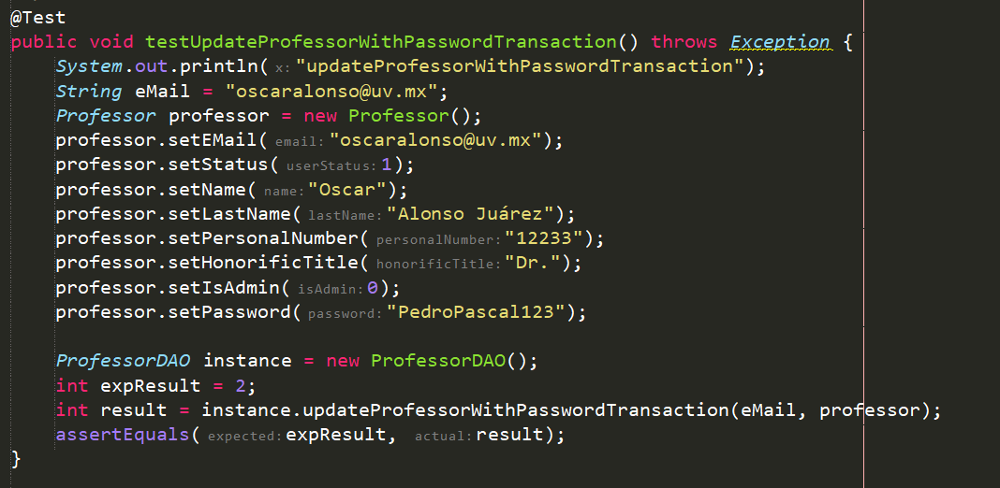 @Test
public void testUpdateProfessorWithPasswordTransaction() throws Exception {
System.out.println( x: "updateProfessorWithPasswordTransaction");
String eMail = "oscaralonso@uv.mx";
Professor professor = new Professor();
professor.setEMail( email: "oscaralonso@uv.mx");
professor.setStatus( userStatus: 1);
professor.setName( name: "Oscar");
professor.setLastName( lastName: "Alonso Juárez");
professor.setPersonalNumber( personalNumber: "12233");
professor.setHonorificTitle( honorificTitle: "Dr.");
professor.setIsAdmin( isAdmin: 0);
professor.setPassword( password: "PedroPascal123");
ProfessorDAO instance = new ProfessorDAO();
int expResult = 2;
int result = instance.updateProfessorWithPasswordTransaction(eMail, professor);
assertEquals( expected: expResult, actual: result);
}